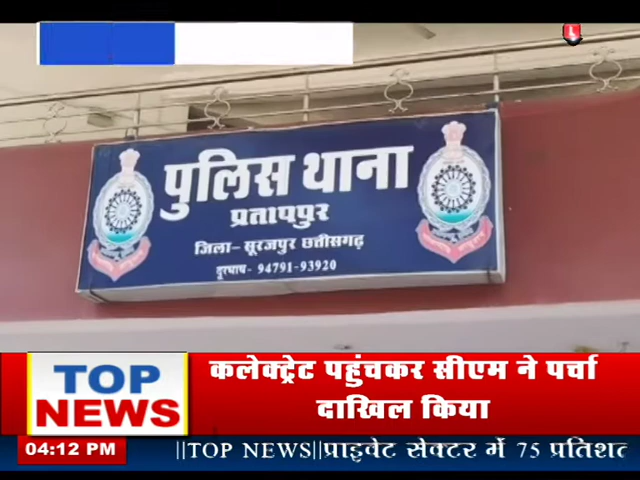 पुलिस थाना
प्रतापपुर
जिला- सूरजपुर छत्तीसगढ़
दूरभाष- 94791-93920
TOP NEWS
कलेक्ट्रेट पहुंचकर सीएम ने पर्चा
दाखिल किया
04:12 PM
||TOP NEWS||प्राइवेट सेक्टर में 75 प्रतिशत